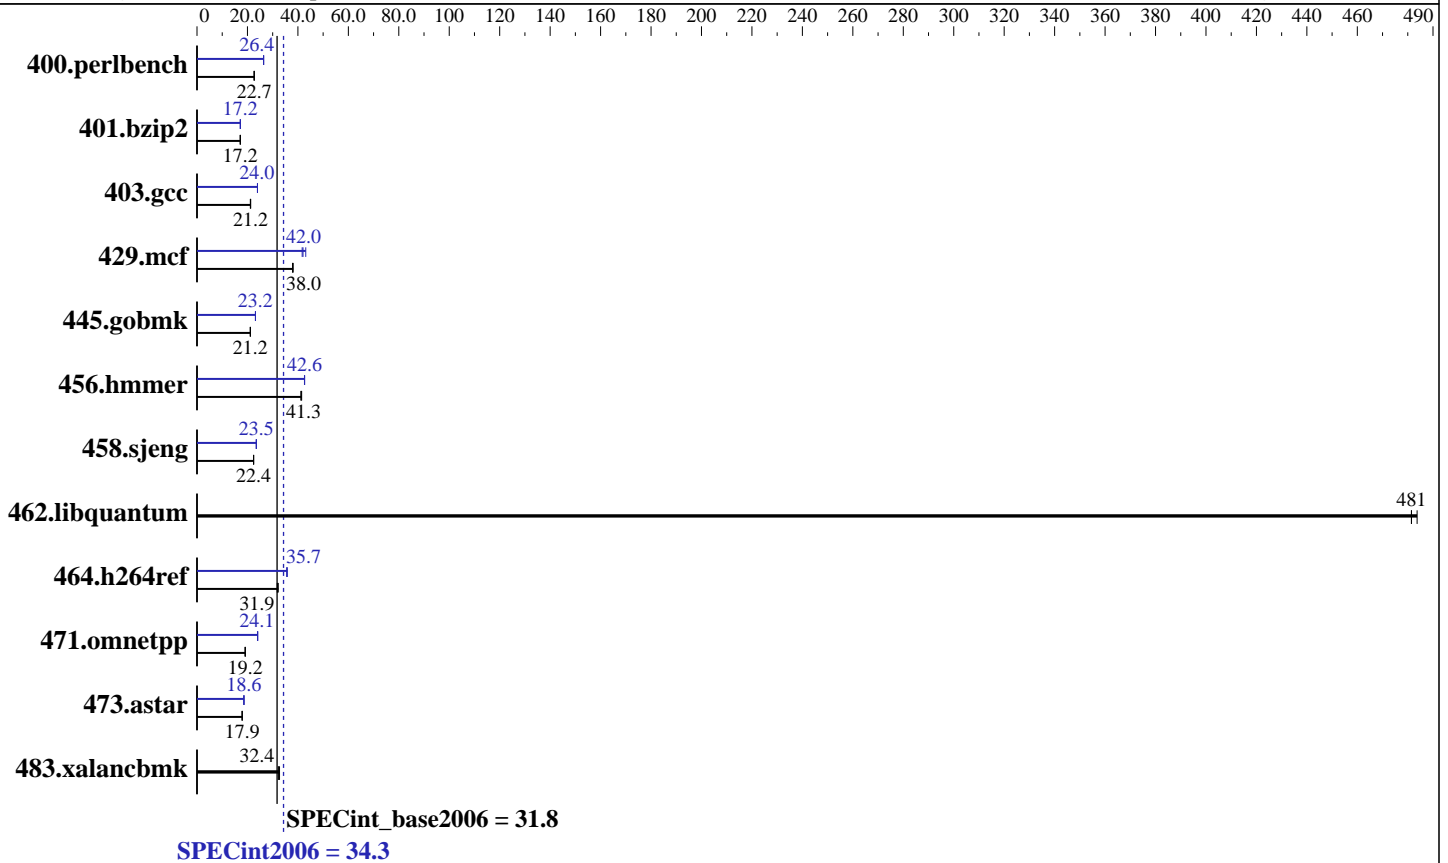 0 20.0 40.0 60.0 80.0 100 120 140 160 180 200 220 240 260 280 300 320 340 360 380 400 420 440 460 490
26.4
400.perlbench
22.7
17.2
401.bzip2
17.2
24.0
403.gcc
21.2
42.0
429.mcf
38.0
23.2
445.gobmk
21.2
42.6
456.hmmer
41.3
23.5
458.sjeng
22.4
481
462.libquantum
35.7
464.h264ref
31.9
24.1
471.omnetpp
19.2
18.6
473.astar
17.9
32.4
483.xalancbmk
SPECint_base2006 = 31.8
SPECint2006 = 34.3